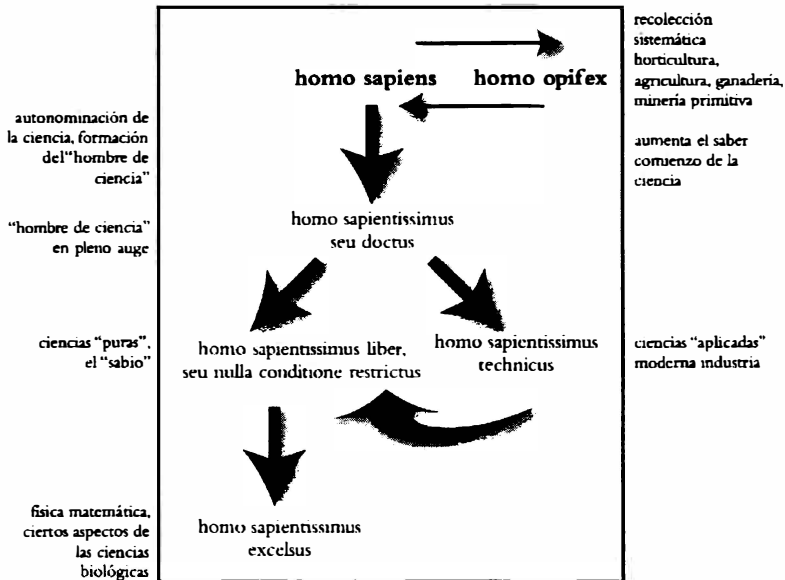 recolección
sistemática
horticultura,
agricultura, ganadería,
minería primitiva
homo sapiens homo opifex
autonominación de
la ciencia, formación
del "hombre de
ciencia"
aumenta el saber
comienzo de la
ciencia
homo sapientissimus
seu doctus
"hombre de ciencia"
en pleno auge
ciencias "puras",
el "sabio"
homo sapientissimus liber,
seu nulla conditione restrictus
homo sapientissimus
technicus
ciencias "aplicadas"
moderna industria
física matemática,
ciertos aspectos de
las ciencias
biológicas
homo sapientissimus
excelsus